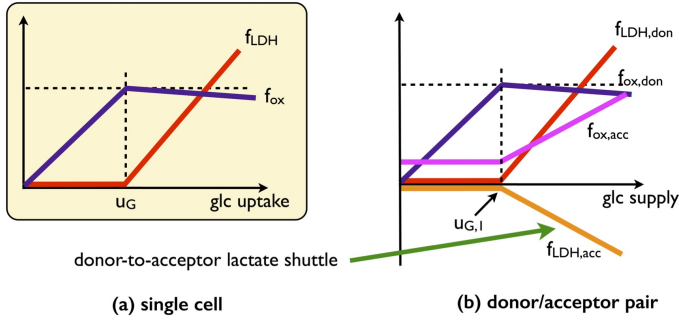 fLDH
fox
uG
glc uptake
(a) single cell
fLDH,don
fox,don
fox,acc
glc supply
uG,1
fLDH,acc
donor-to-acceptor lactate shuttle
(b) donor/acceptor pair